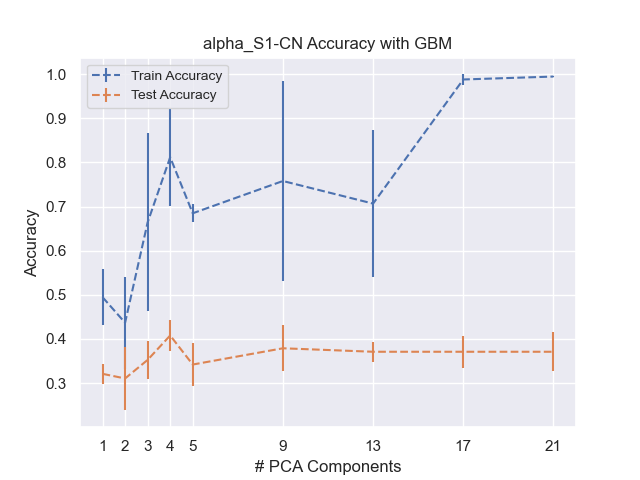 alpha_S1-CN Accuracy with GBM
Train Accuracy
Test Accuracy
1.0
0.9
0.8
0.7
0.6
0.5
0.4
0.3
Accuracy
1 2 3 4 5 9 13 17 21
# PCA Components